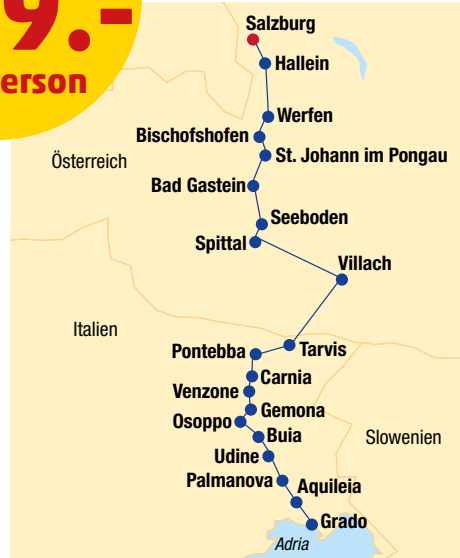 9.-
erson
Salzburg
Hallein
Werfen
Bischofshofen
St. Johann im Pongau
Österreich
Bad Gastein
Seeboden
Spittal
Villach
Italien
Tarvis
Pontebba
Carnia
Venzone
Gemona
Osoppo
Buia
Slowenien
Udine
Palmanova
Aquileia
Grado
Adria